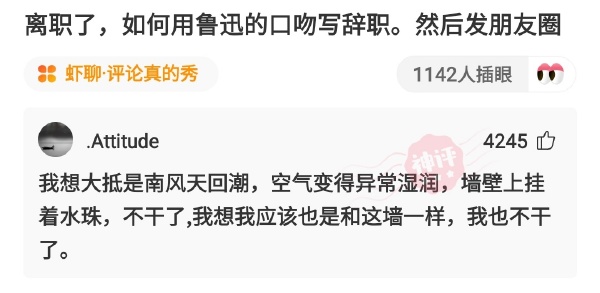 离职了，如何用鲁迅的口吻写辞职。然后发朋友圈
虾聊·评论真的秀
1142人插眼
.Attitude
4245
神评
我想大抵是南风天回潮，空气变得异常湿润，墙壁上挂
着水珠，不干了,我想我应该也是和这墙一样，我也不干
了。